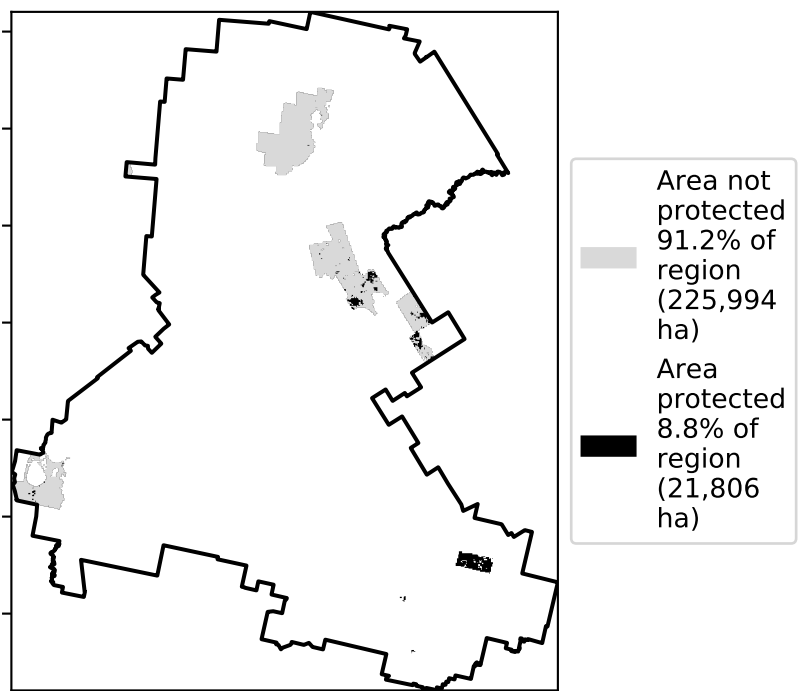 Area not
protected
91.2% of
region
(225,994
ha)
Area
protected
8.8% of
region
(21,806
ha)